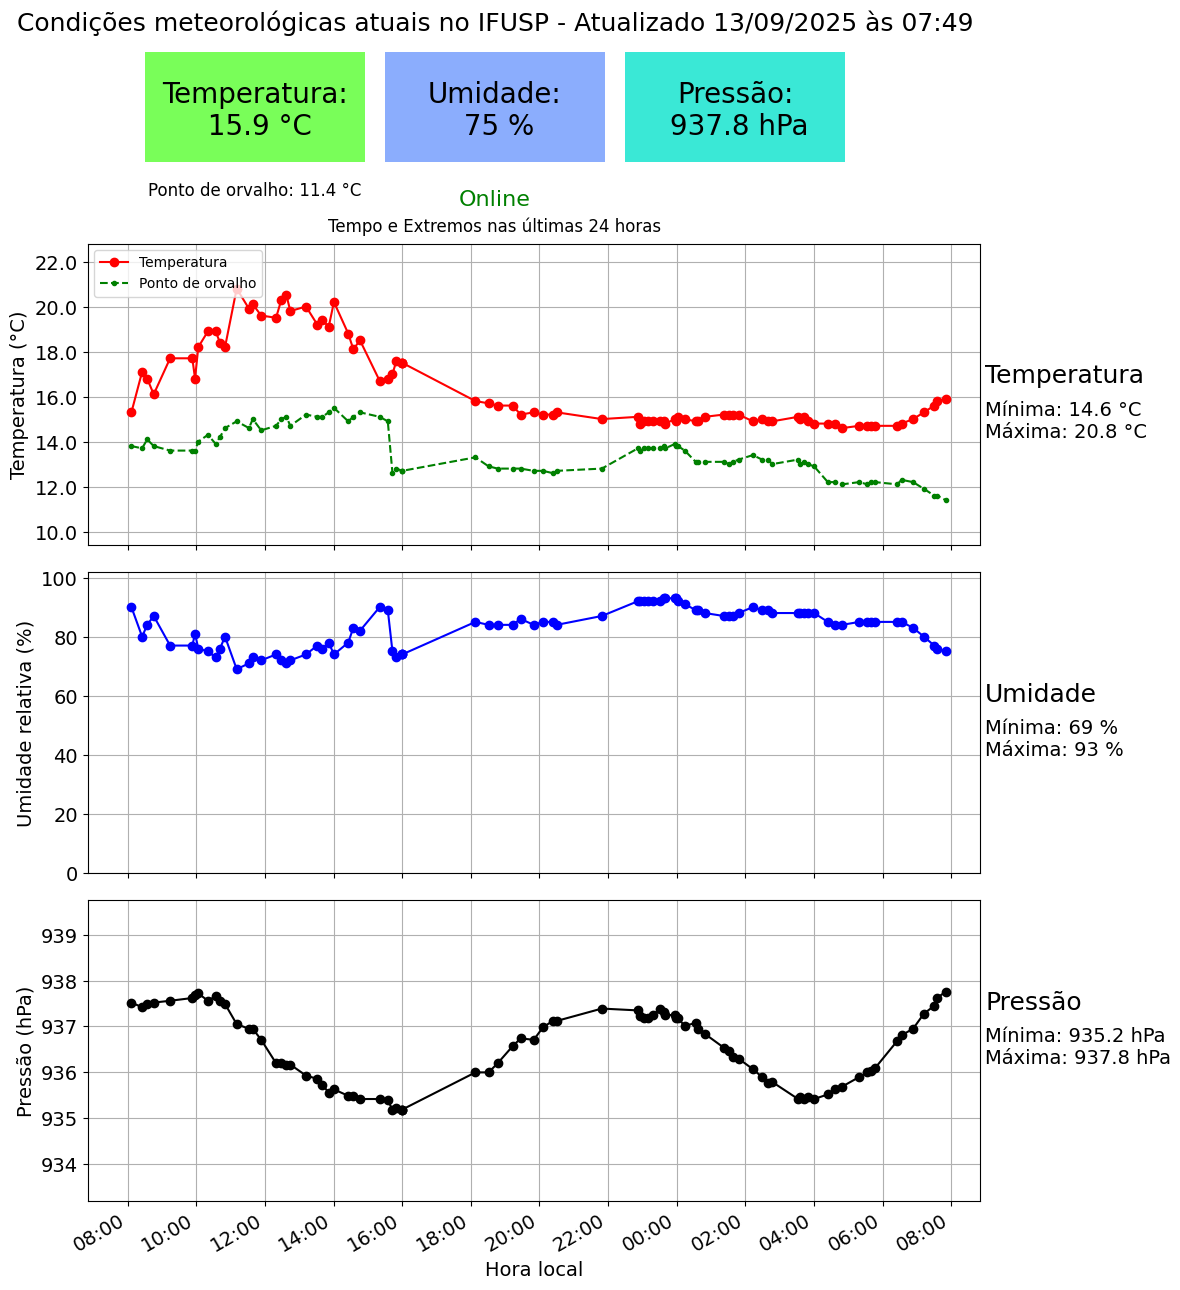 Condições meteorológicas atuais no IFUSP - Atualizado 13/09/2025 às 07:49
Temperatura:
15.9 °C
Umidade:
75 %
Pressão:
937.8 hPa
Ponto de orvalho: 11.4 °C
Online
Tempo e Extremos nas últimas 24 horas
Temperatura
Ponto de orvalho
Temperatura (°C)
22.0
20.0
18.0
16.0
14.0
12.0
10.0
Temperatura
Mínima: 14.6 °C
Máxima: 20.8 °C
Umidade relativa (%)
100
80
60
40
20
0
Umidade
Mínima: 69 %
Máxima: 93 %
Pressão (hPa)
939
938
937
936
935
934
Pressão
Mínima: 935.2 hPa
Máxima: 937.8 hPa
08:00
10:00
12:00
14:00
16:00
18:00
20:00
22:00
00:00
02:00
04:00
06:00
08:00
Hora local